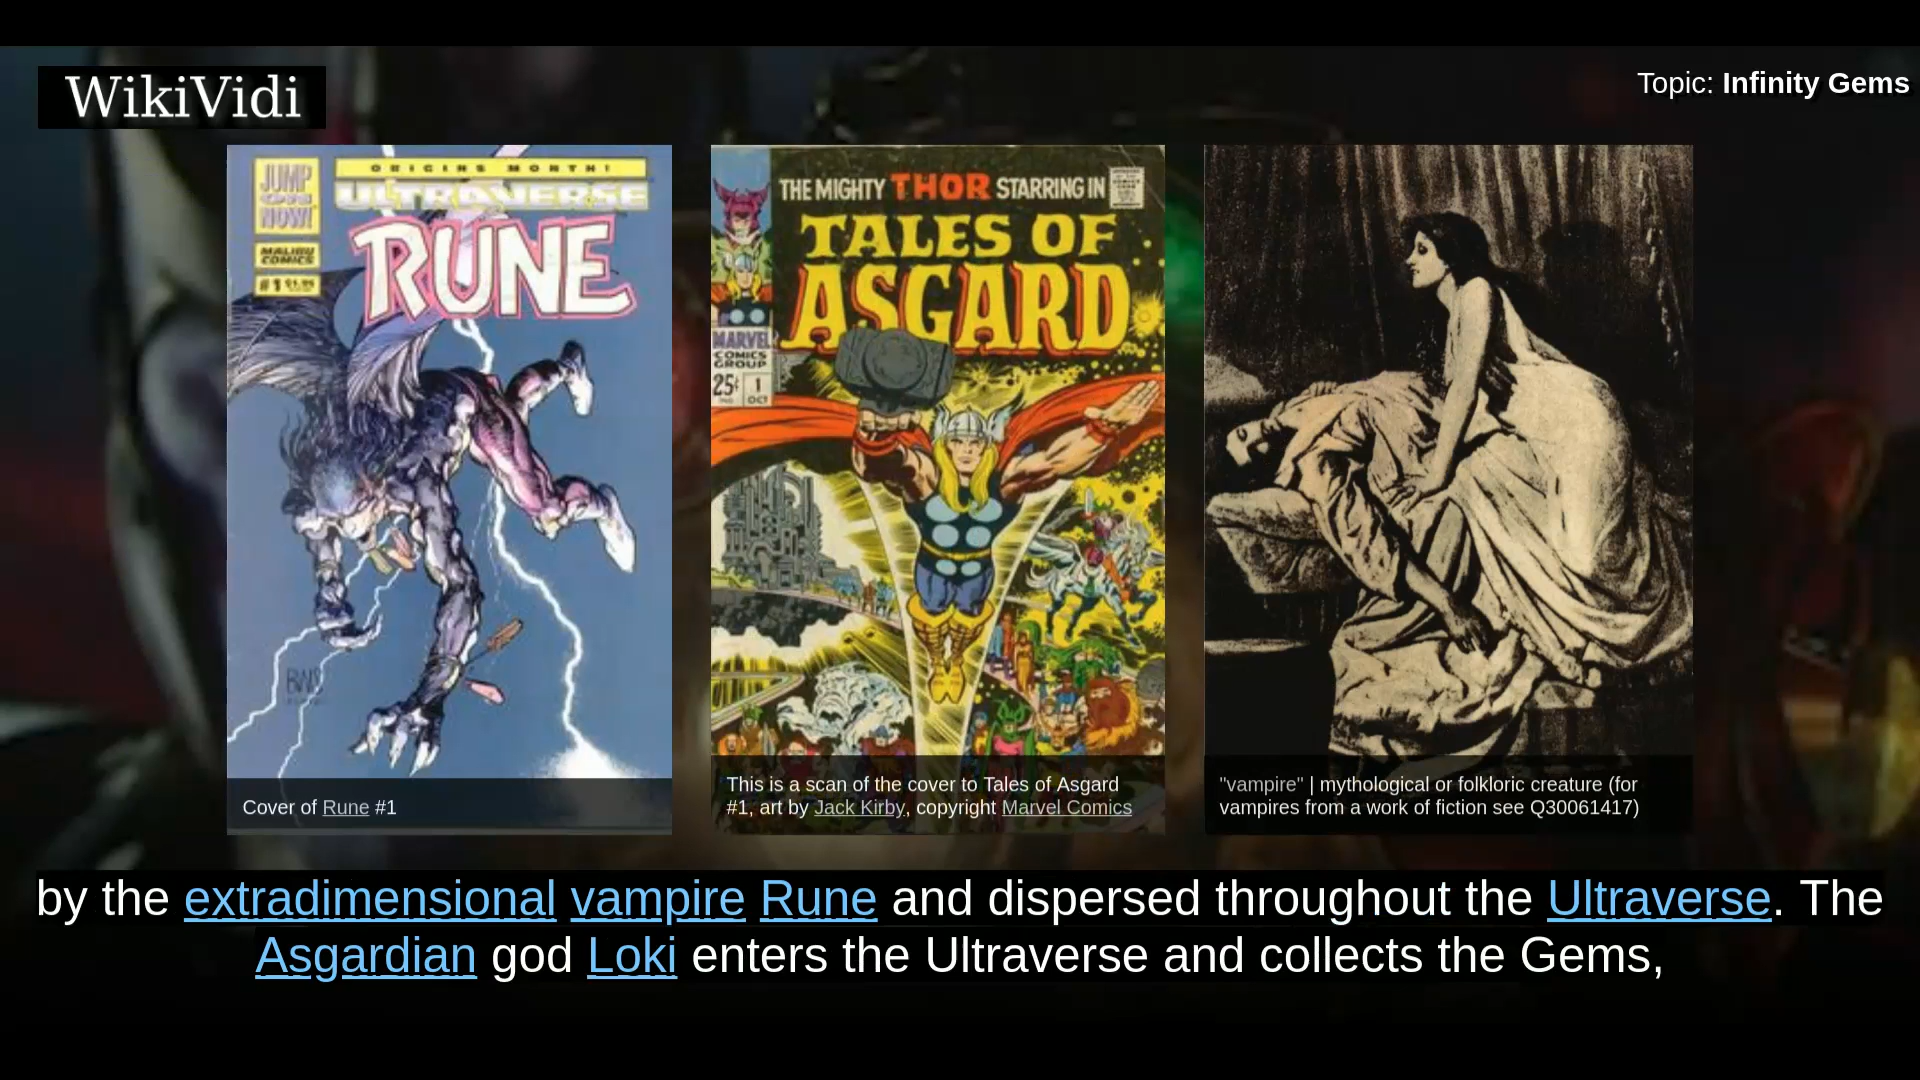 WikiVidi
Topic: Infinity Gems
JUMP
ON
NOW!
ORIGINS MONTH!
ULTRAVERSE
RUNE
MALIBU
COMICS
#1 $1.95
BWS
Cover of Rune #1
THE MIGHTY THOR STARRING IN
TALES OF
ASGARD
MARVEL
COMICS
GROUP
25¢
1
OCT
This is a scan of the cover to Tales of Asgard
#1, art by Jack Kirby, copyright Marvel Comics
"vampire" | mythological or folkloric creature (for
vampires from a work of fiction see Q30061417)
by the extradimensional vampire Rune and dispersed throughout the Ultraverse. The
Asgardian god Loki enters the Ultraverse and collects the Gems,